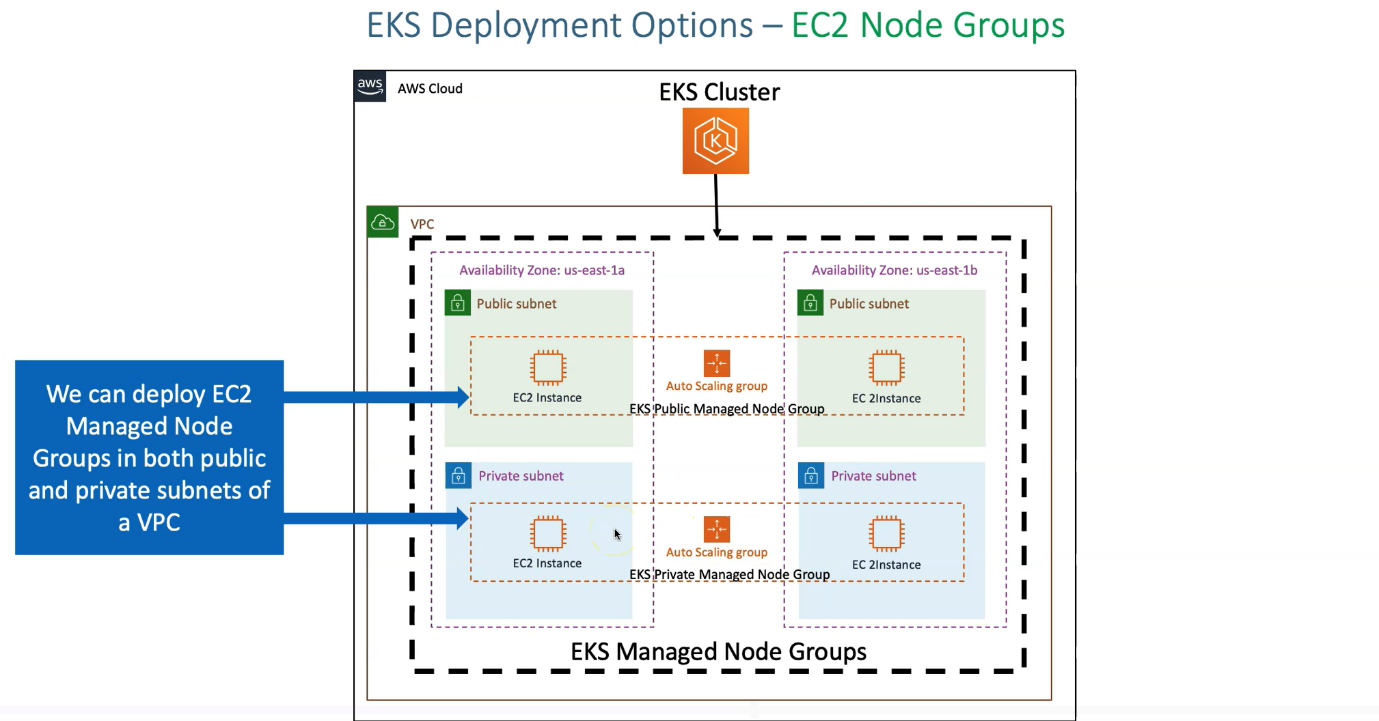 EKS Deployment Options – EC2 Node Groups
aws
AWS Cloud
EKS Cluster
K
VPC
Availability Zone: us-east-1a
Availability Zone: us-east-1b
Public subnet
Public subnet
EC2 Instance
Auto Scaling group
EC 2Instance
EKS Public Managed Node Group
We can deploy EC2
Managed Node
Groups in both public
and private subnets of
a VPC
Private subnet
Private subnet
EC2 Instance
Auto Scaling group
EC 2Instance
EKS Private Managed Node Group
EKS Managed Node Groups